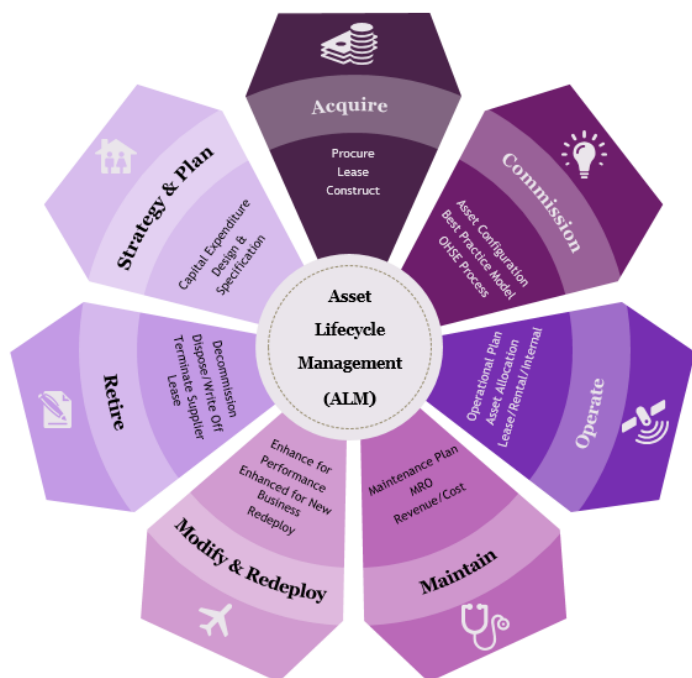 Acquire
Procure
Lease
Construct
Commission
Asset Configuration
Best Practice Model
OHSE Process
Operate
Operational Plan
Asset Allocation
Lease/Rental/Internal
Maintain
Maintenance Plan
MRO
Revenue/Cost
Modify & Redeploy
Enhance for
Performance
Enhanced for New
Business
Redeploy
Retire
Decommission
Dispose/Write Off
Terminate Supplier
Lease
Strategy & Plan
Capital Expenditure
Design &
Specification
Asset
Lifecycle
Management
(ALM)